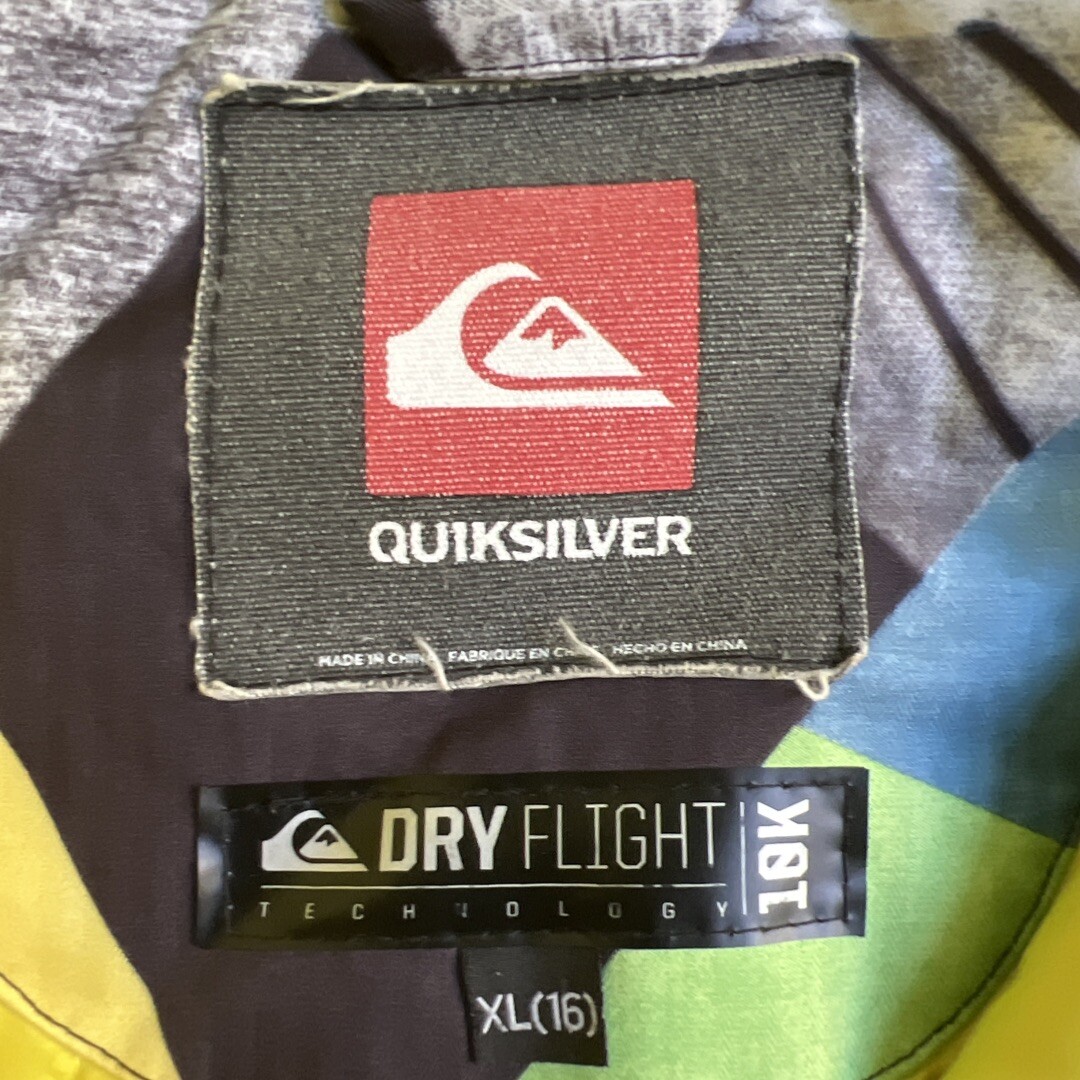 QUIKSILVER
MADE IN CHINA FABRIQUE EN CHINE HECHO EN CHINA
DRY FLIGHT
TECHNOLOGY
10K
XL(16)